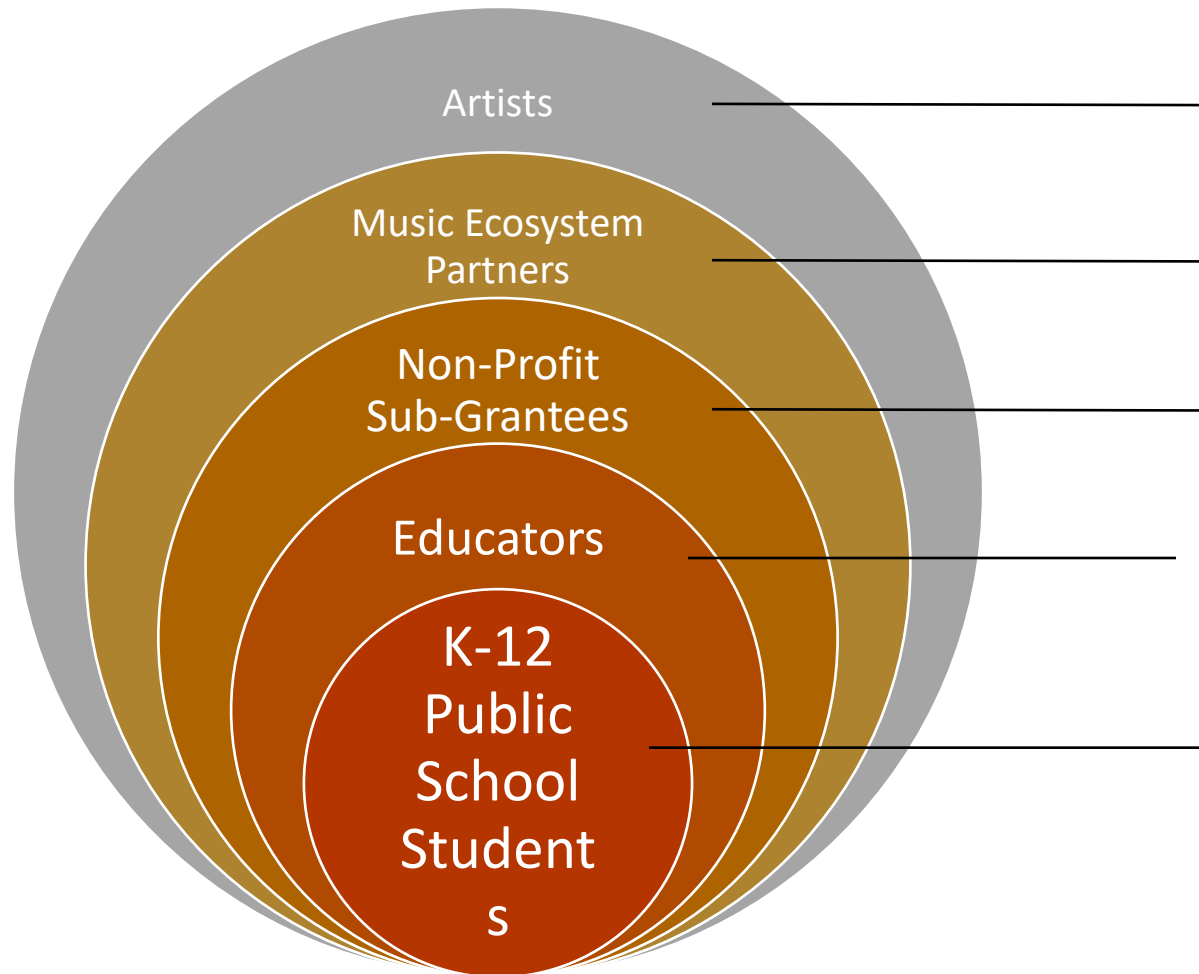 Artists
Music Ecosystem
Partners
Non-Profit
Sub-Grantees
Educators
K-12
Public
School
Student
s